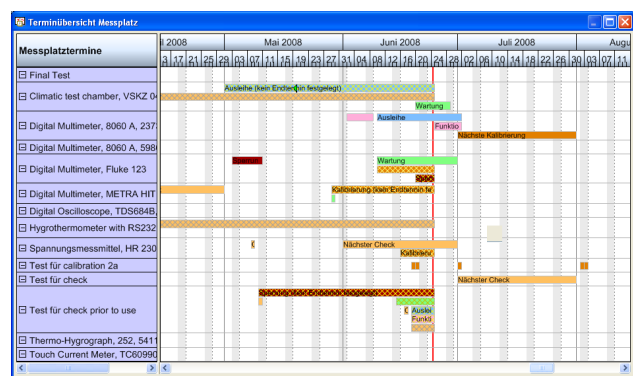 Terminübersicht Messplatz
Messplatztermine
il 2008
Mai 2008
Juni 2008
Juli 2008
Augu
3 17 21 25 29 03 07 11 15 19 23 27 31 04 08 12 16 20 24 28 02 06 10 14 18 22 26 30 03 07 11
Final Test
Climatic test chamber, VSKZ 04
Ausleihe (kein Endtermin festgelegt)
Wartung
Digital Multimeter, 8060 A, 237
Ausleihe
Funktio
Nächste Kalibrierung
Digital Multimeter, 8060 A, 598
Digital Multimeter, Fluke 123
Wartung
Digital Multimeter, METRA HIT
Kalibrierung (kein Endtermin fe
Digital Oscilloscope, TDS684B,
Hygrothermometer with RS232
Spannungsmessmittel, HR 230
Nächster Check
Kalibrieru
Test für calibration 2a
Test für check
Nächster Check
Test für check prior to use
Auslei
Funkti
Thermo-Hygrograph, 252, 5411
Touch Current Meter, TC60990